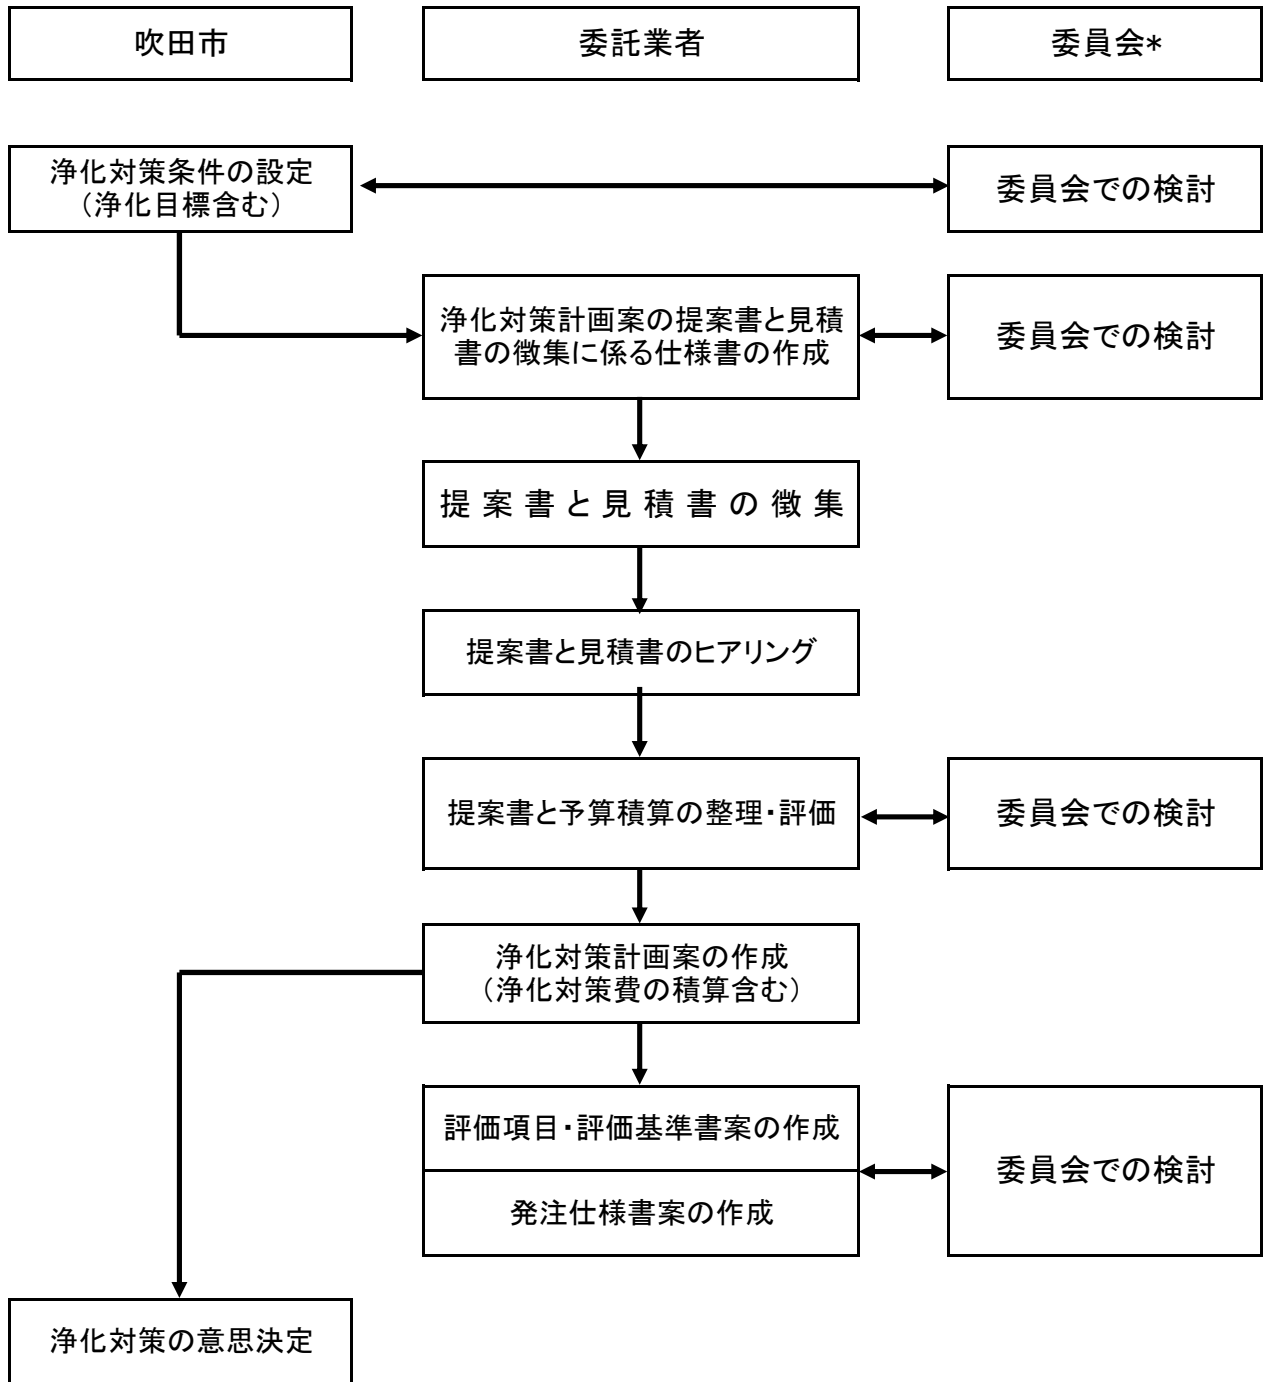 吹田市
委託業者
委員会*
浄化対策条件の設定
（浄化目標含む）
委員会での検討
浄化対策計画案の提案書と見積
書の徴集に係る仕様書の作成
委員会での検討
提案書と見積書の徴集
提案書と見積書のヒアリング
提案書と予算積算の整理・評価
委員会での検討
浄化対策計画案の作成
（浄化対策費の積算含む）
評価項目・評価基準書案の作成
発注仕様書案の作成
委員会での検討
浄化対策の意思決定